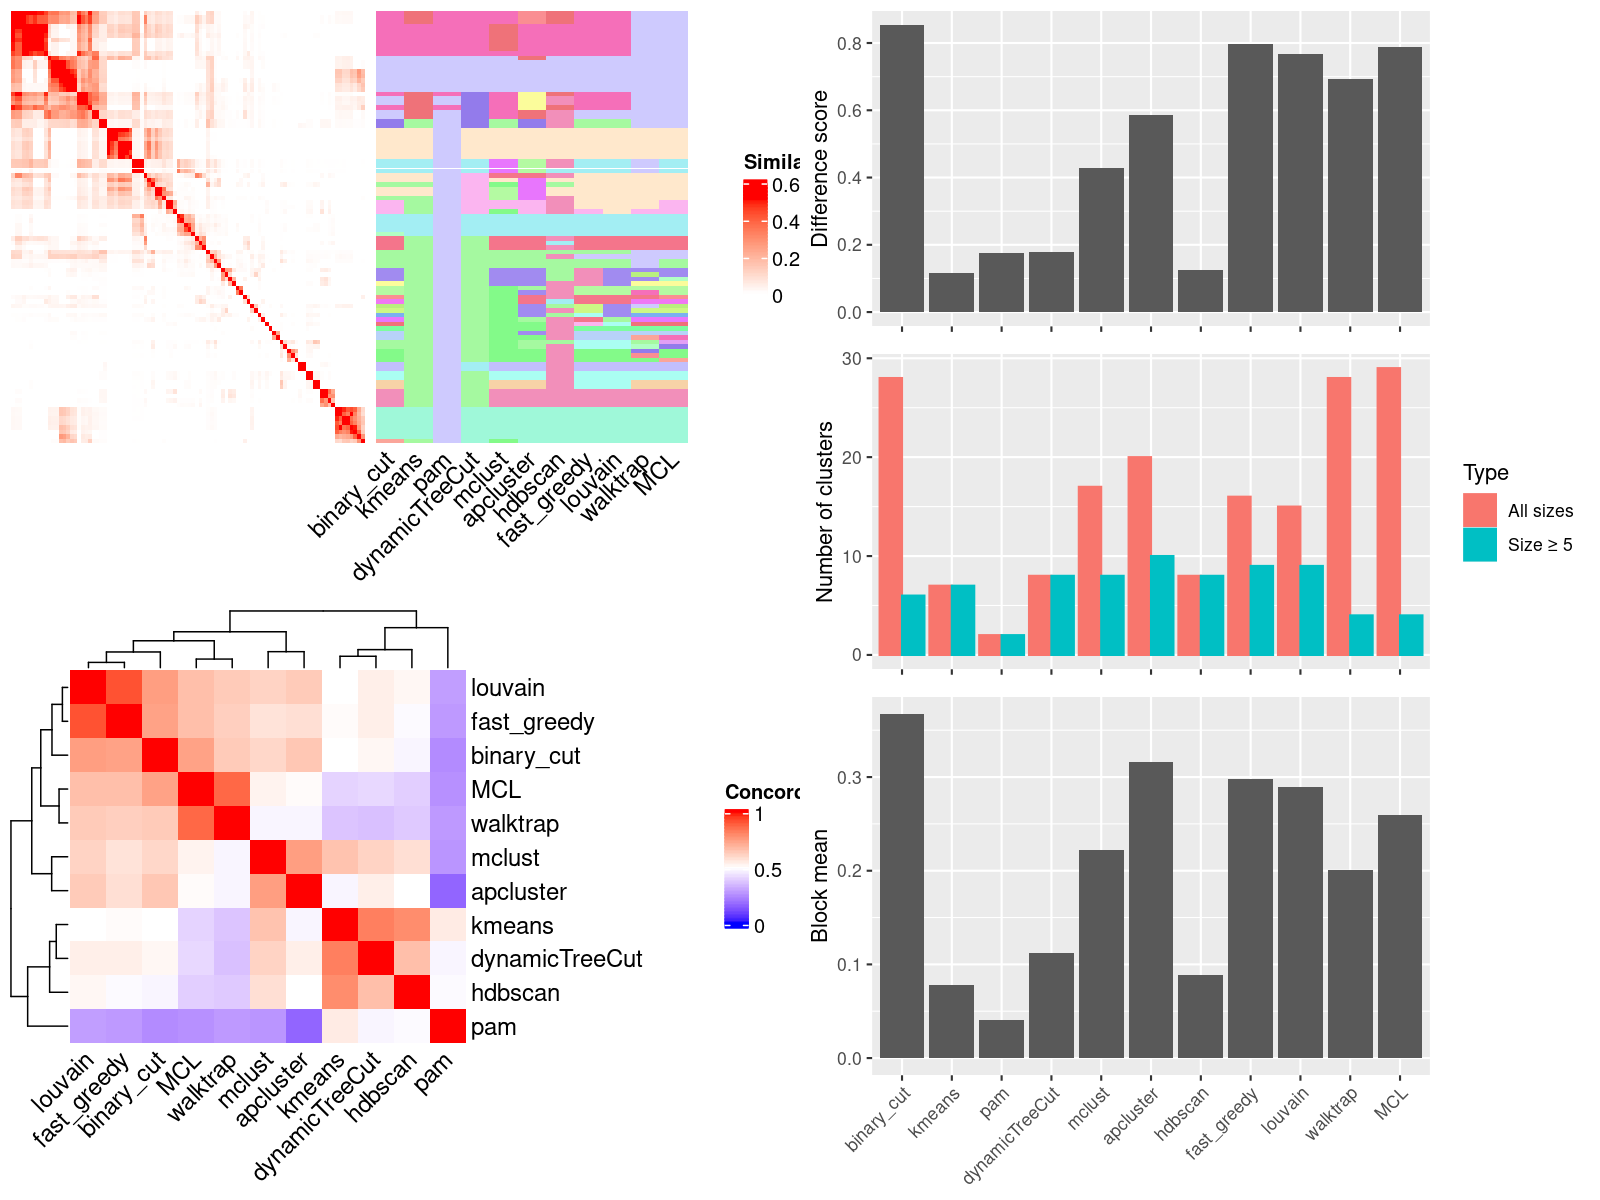 Simila
0.6
0.4
0.2
0
binary_cut
kmeans
pam
dynamicTreeCut
mclust
apcluster
hdbscan
fast_greedy
louvain
walktrap
MCL
Difference score
0.8
0.6
0.4
0.2
0.0
Number of clusters
30
20
10
0
Type
All sizes
Size ≥ 5
louvain
fast_greedy
binary_cut
MCL
walktrap
mclust
apcluster
kmeans
dynamicTreeCut
hdbscan
pam
louvain
fast_greedy
binary_cut
MCL
walktrap
mclust
apcluster
kmeans
dynamicTreeCut
hdbscan
pam
Concord
1
0.5
0
Block mean
0.3
0.2
0.1
0.0
binary_cut
kmeans
pam
dynamicTreeCut
mclust
apcluster
hdbscan
fast_greedy
louvain
walktrap
MCL